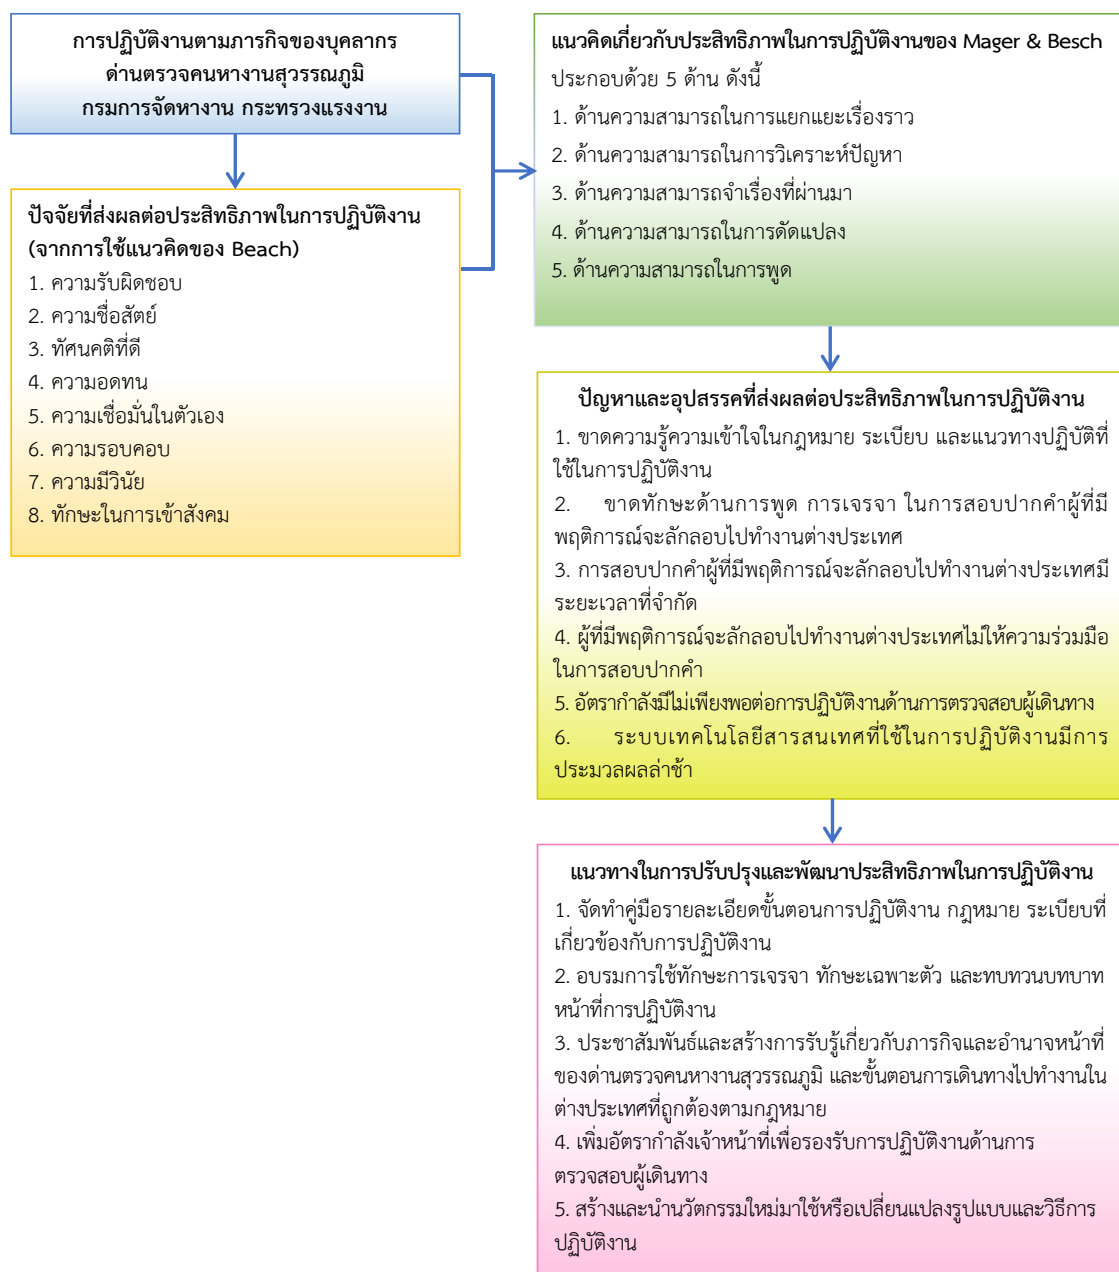 การปฏิบัติงานตามภารกิจของบุคลากร
ด่านตรวจคนหางานสุวรรณภูมิ
กรมการจัดหางาน กระทรวงแรงงาน
ปัจจัยที่ส่งผลต่อประสิทธิภาพในการปฏิบัติงาน
(จากการใช้แนวคิดของ Beach)
1. ความรับผิดชอบ
2. ความชื่อสัตย์
3. ทัศนคติที่ดี
4. ความอดทน
5. ความเชื่อมั่นในตัวเอง
6. ความรอบคอบ
7. ความมีวินัย
8. ทักษะในการเข้าสังคม
แนวคิดเกี่ยวกับประสิทธิภาพในการปฏิบัติงานของ Mager & Besch
ประกอบด้วย 5 ด้าน ดังนี้
1. ด้านความสามารถในการแยกแยะเรื่องราว
2. ด้านความสามารถในการวิเคราะห์ปัญหา
3. ด้านความสามารถจำเรื่องที่ผ่านมา
4. ด้านความสามารถในการดัดแปลง
5. ด้านความสามารถในการพูด
ปัญหาและอุปสรรคที่ส่งผลต่อประสิทธิภาพในการปฏิบัติงาน
1. ขาดความรู้ความเข้าใจในกฎหมาย ระเบียบ และแนวทางปฏิบัติที่
ใช้ในการปฏิบัติงาน
2. ขาดทักษะด้านการพูด การเจรจา ในการสอบปากคำผู้ที่มี
พฤติการณ์จะลักลอบไปทำงานต่างประเทศ
3. การสอบปากคำผู้ที่มีพฤติการณ์จะลักลอบไปทำงานต่างประเทศมี
ระยะเวลาที่จำกัด
4. ผู้ที่มีพฤติการณ์จะลักลอบไปทำงานต่างประเทศไม่ให้ความร่วมมือ
ในการสอบปากคำ
5. อัตรากำลังมีไม่เพียงพอต่อการปฏิบัติงานด้านการตรวจสอบผู้เดินทาง
6. ระบบเทคโนโลยีสารสนเทศที่ใช้ในการปฏิบัติงานมีการ
ประมวลผลล่าช้า
แนวทางในการปรับปรุงและพัฒนาประสิทธิภาพในการปฏิบัติงาน
1. จัดทำคู่มือรายละเอียดขั้นตอนการปฏิบัติงาน กฎหมาย ระเบียบที่
เกี่ยวข้องกับการปฏิบัติงาน
2. อบรมการใช้ทักษะการเจรจา ทักษะเฉพาะตัว และทบทวนบทบาท
หน้าที่การปฏิบัติงาน
3. ประชาสัมพันธ์และสร้างการรับรู้เกี่ยวกับภารกิจและอำนาจหน้าที่
ของด่านตรวจคนหางานสุวรรณภูมิ และขั้นตอนการเดินทางไปทำงานใน
ต่างประเทศที่ถูกต้องตามกฎหมาย
4. เพิ่มอัตรากำลังเจ้าหน้าที่เพื่อรองรับการปฏิบัติงานด้านการ
ตรวจสอบผู้เดินทาง
5. สร้างและนำนวัตกรรมใหม่มาใช้หรือเปลี่ยนแปลงรูปแบบและวิธีการ
ปฏิบัติงาน